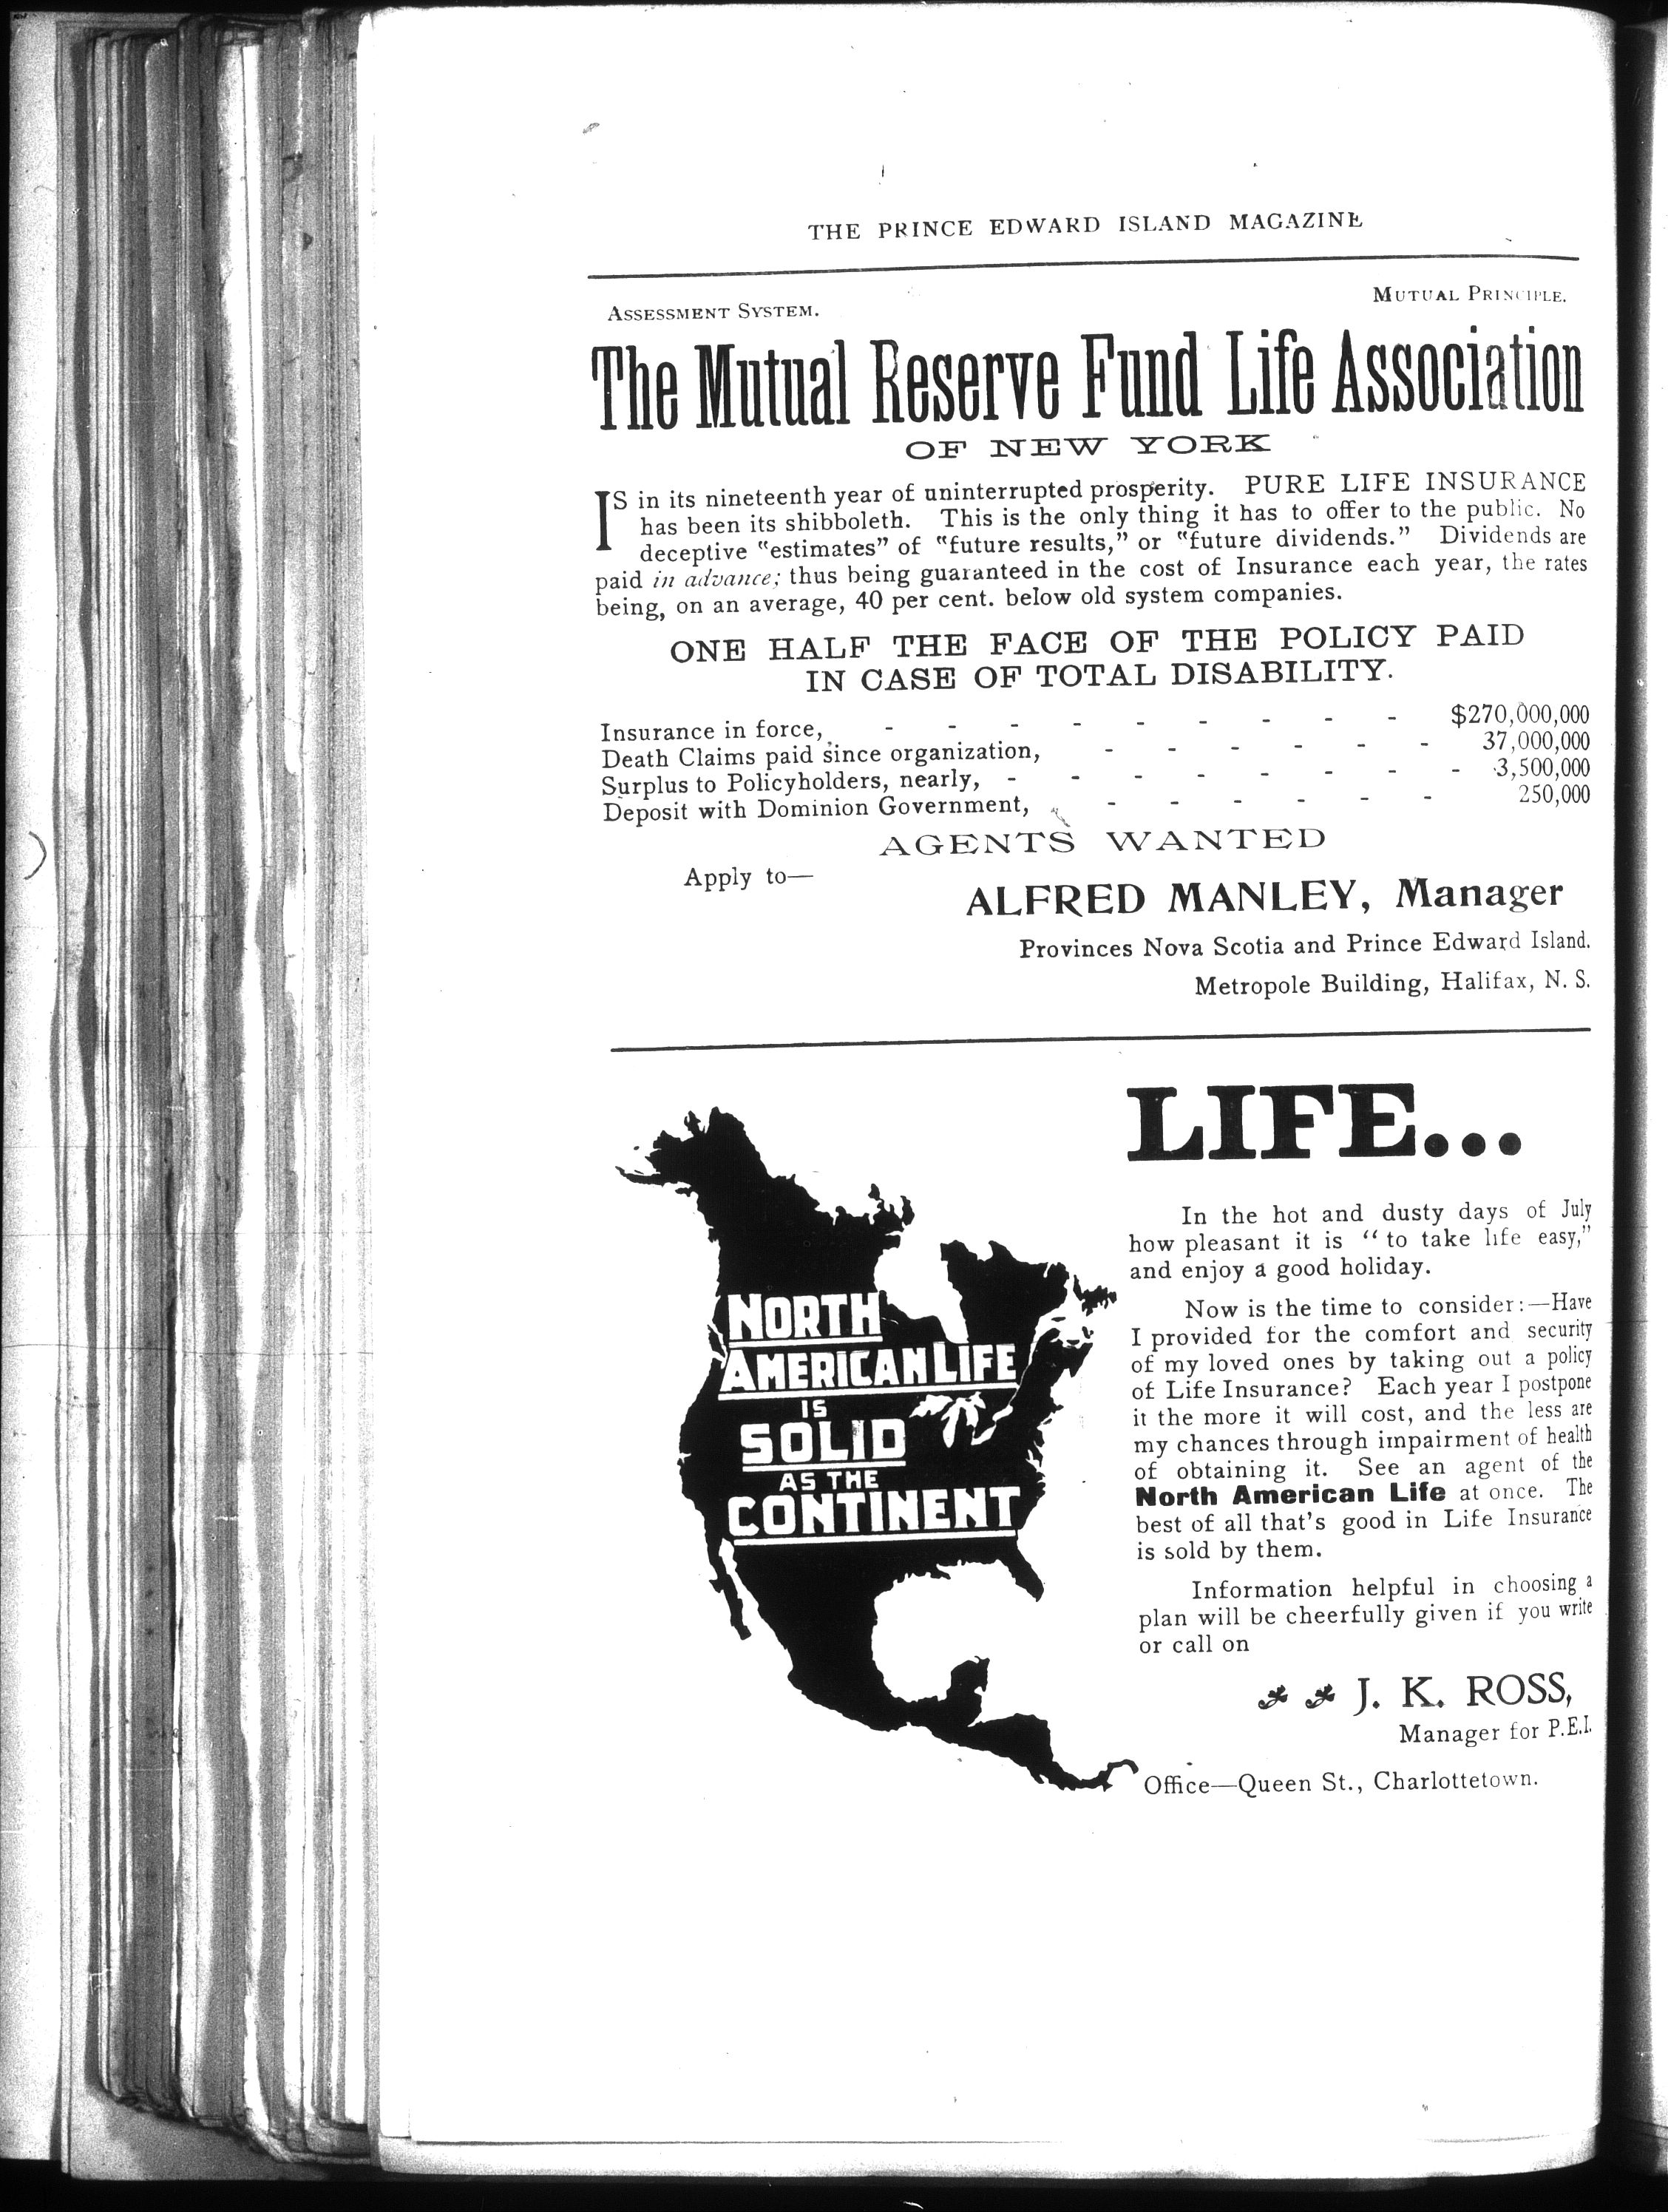 THE PRINCE EDWARD ISLAND MAGAZINE
ASSESSMENT SYSTEM.
MUTUAL PRINCIPLE.
The Mutual Reserve Fund Life Association
OF NEW YORK
IS in its nineteenth year of uninterrupted prosperity. PURE LIFE INSURANCE
has been its shibboleth. This is the only thing it has to offer to the public. No
deceptive "estimates" of "future results," or "future dividends." Dividends are
paid in advance; thus being guaranteed in the cost of Insurance each year, the rates
being, on an average, 40 per cent. below old system companies.
ONE HALF THE FACE OF THE POLICY PAID
IN CASE OF TOTAL DISABILITY.
Insurance in force, - - - - - - - - - $270,000,000
Death Claims paid since organization, - - - - - - 37,000,000
Surplus to Policyholders, nearly, - - - - - - - - 3,500,000
Deposit with Dominion Government, - - - - - - 250,000
AGENTS WANTED
Apply to—
ALFRED MANLEY, Manager
Provinces Nova Scotia and Prince Edward Island.
Metropole Building, Halifax, N. S.
NORTH
AMERICAN LIFE
IS
SOLID
AS THE
CONTINENT
LIFE...
In the hot and dusty days of July
how pleasant it is "to take life easy,"
and enjoy a good holiday.
Now is the time to consider:—Have
I provided for the comfort and security
of my loved ones by taking out a policy
of Life Insurance? Each year I postpone
it the more it will cost, and the less are
my chances through impairment of health
of obtaining it. See an agent of the
North American Life at once. The
best of all that's good in Life Insurance
is sold by them.
Information helpful in choosing a
plan will be cheerfully given if you write
or call on
J. K. ROSS,
Manager for P.E.I.
Office—Queen St., Charlottetown.